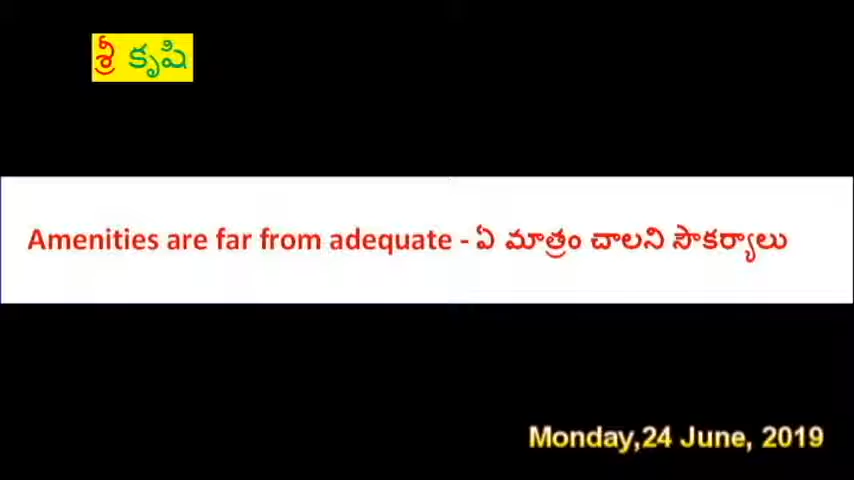 శ్రీ కృషి
Amenities are far from adequate - ఏ మాత్రం చాలని సౌకర్యాలు
Monday,24 June, 2019